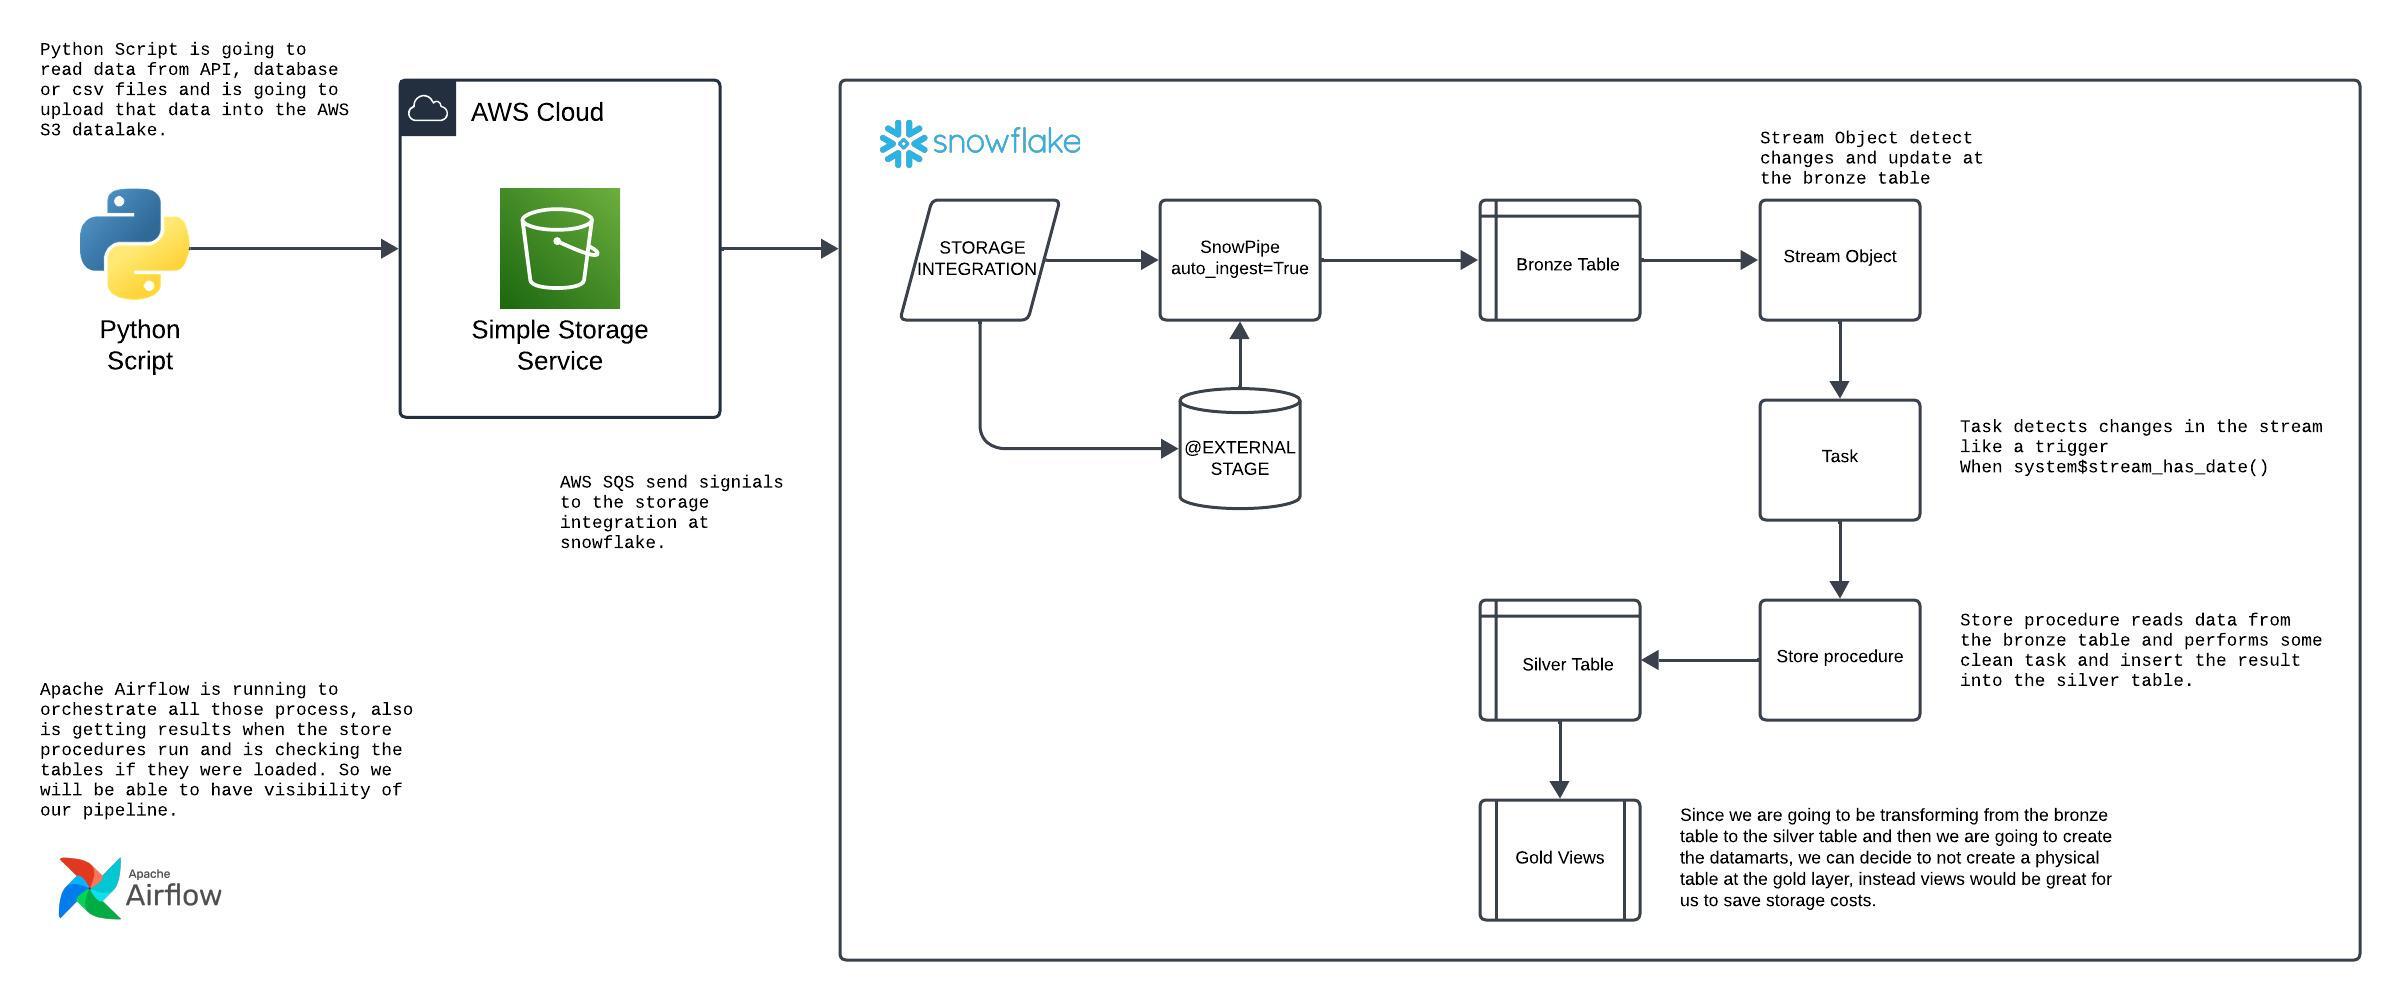 Python Script is going to
read data from API, database
or csv files and is going to
upload that data into the AWS
S3 datalake.
Python
Script
AWS Cloud
Simple Storage
Service
AWS SQS send signials
to the storage
integration at
snowflake.
Apache Airflow is running to
orchestrate all those process, also
is getting results when the store
procedures run and is checking the
tables if they were loaded. So we
will be able to have visibility of
our pipeline.
Apache
Airflow
snowflake
STORAGE
INTEGRATION
SnowPipe
auto_ingest=True
@EXTERNAL
STAGE
Bronze Table
Stream Object detect
changes and update at
the bronze table
Stream Object
Task
Task detects changes in the stream
like a trigger
When system$stream_has_date()
Store procedure
Store procedure reads data from
the bronze table and performs some
clean task and insert the result
into the silver table.
Silver Table
Gold Views
Since we are going to be transforming from the bronze
table to the silver table and then we are going to create
the datamarts, we can decide to not create a physical
table at the gold layer, instead views would be great for
us to save storage costs.